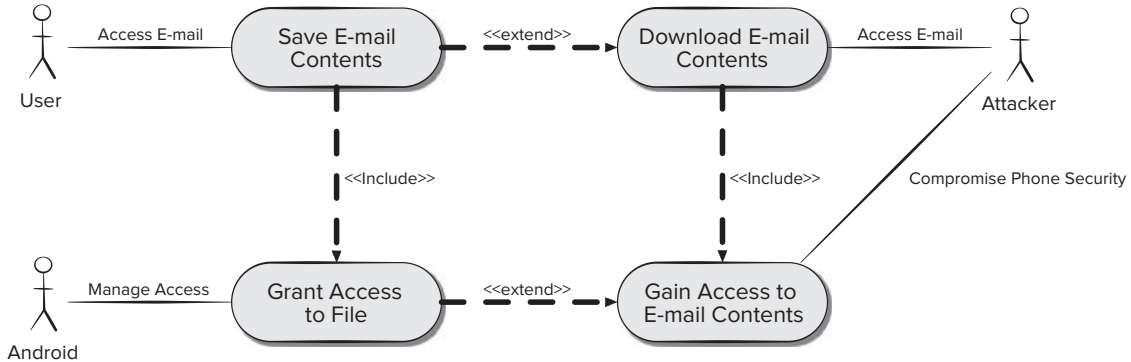 Access E-mail
Save E-mail
Contents
<<extend>>
Download E-mail
Contents
Access E-mail
User
Attacker
<<Include>>
<<Include>>
Compromise Phone Security
Manage Access
Grant Access
to File
<<extend>>
Gain Access to
E-mail Contents
Android